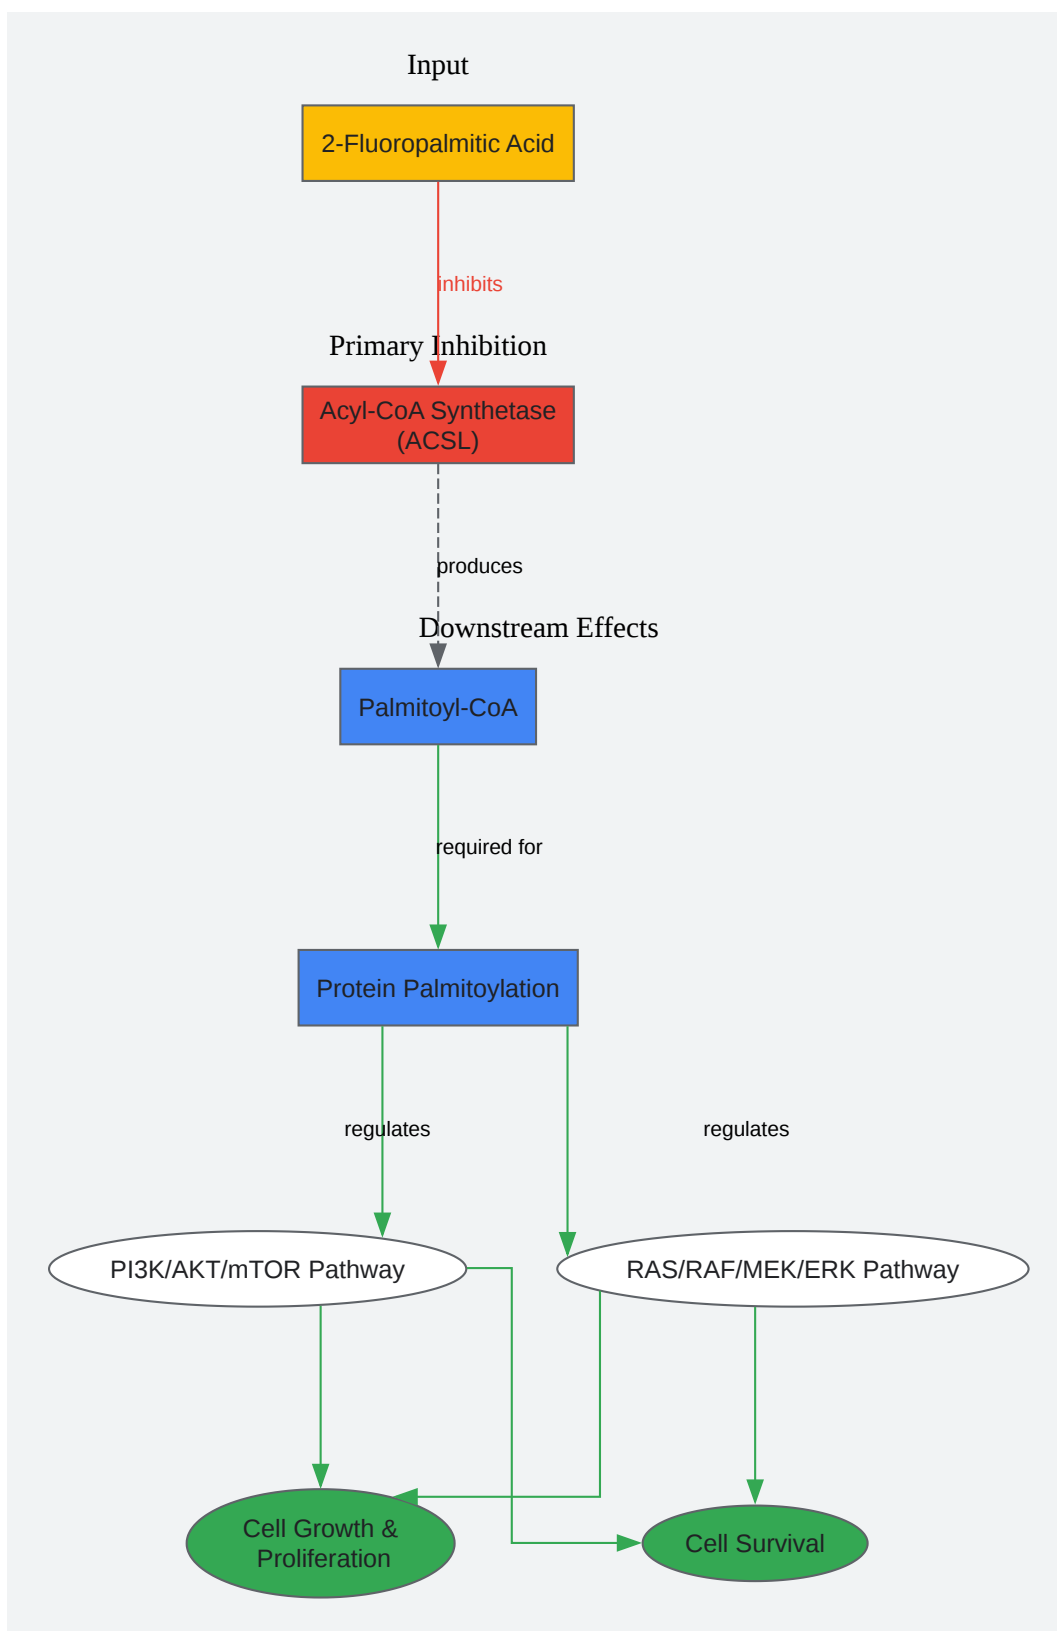 Input
2-Fluoropalmitic Acid
inhibits
Primary Inhibition
Acyl-CoA Synthetase
(ACSL)
produces
Downstream Effects
Palmitoyl-CoA
required for
Protein Palmitoylation
regulates
regulates
PI3K/AKT/mTOR Pathway
RAS/RAF/MEK/ERK Pathway
Cell Growth &
Proliferation
Cell Survival